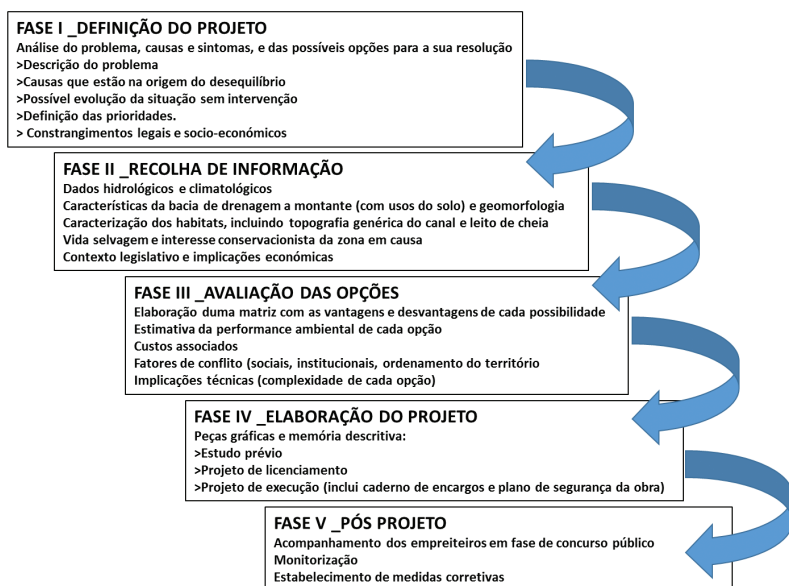 FASE I _DEFINIÇÃO DO PROJETO
Análise do problema, causas e sintomas, e das possíveis opções para a sua resolução
>Descrição do problema
>Causas que estão na origem do desequilíbrio
>Possível evolução da situação sem intervenção
>Definição das prioridades.
> Constrangimentos legais e socio-económicos
FASE II _RECOLHA DE INFORMAÇÃO
Dados hidrológicos e climatológicos
Características da bacia de drenagem a montante (com usos do solo) e geomorfologia
Caracterização dos habitats, incluindo topografia genérica do canal e leito de cheia
Vida selvagem e interesse conservacionista da zona em causa
Contexto legislativo e implicações económicas
FASE III _AVALIAÇÃO DAS OPÇÕES
Elaboração duma matriz com as vantagens e desvantagens de cada possibilidade
Estimativa da performance ambiental de cada opção
Custos associados
Fatores de conflito (sociais, institucionais, ordenamento do território
Implicações técnicas (complexidade de cada opção)
FASE IV _ELABORAÇÃO DO PROJETO
Peças gráficas e memória descritiva:
>Estudo prévio
>Projeto de licenciamento
>Projeto de execução (inclui caderno de encargos e plano de segurança da obra)
FASE V _PÓS PROJETO
Acompanhamento dos empreiteiros em fase de concurso público
Monitorização
Estabelecimento de medidas corretivas